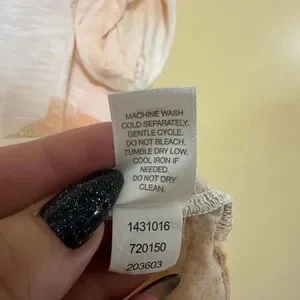 MACHINE WASH
COLD SEPARATELY.
GENTLE CYCLE.
DO NOT BLEACH.
TUMBLE DRY LOW.
COOL IRON IF
NEEDED.
DO NOT DRY
CLEAN.
1431016
720150
203603